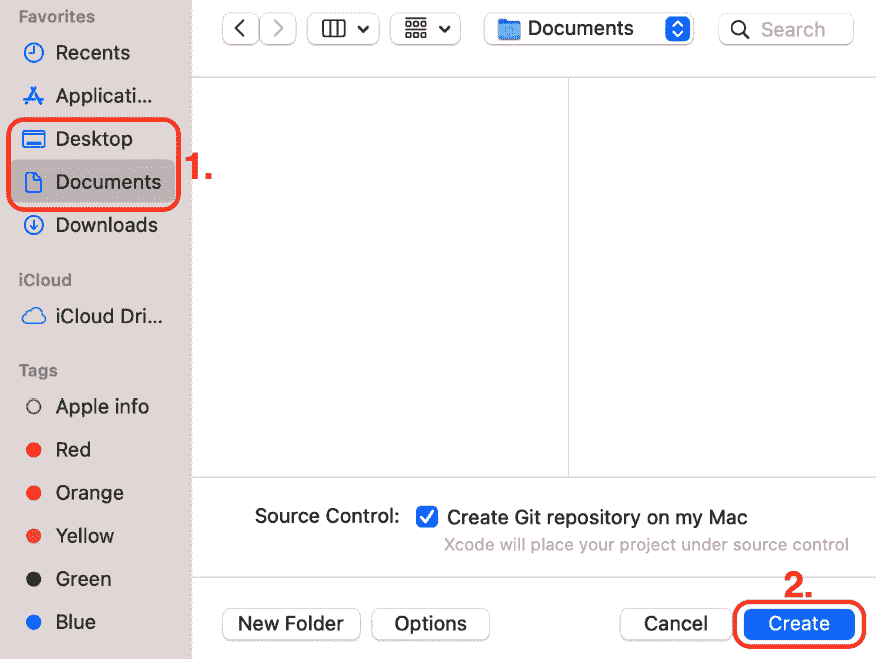 Favorites
Recents
Applicati...
Desktop
Documents
1.
Downloads
iCloud
iCloud Dri...
Tags
Apple info
Red
Orange
Yellow
Green
Blue
Documents
Search
Source Control:
Create Git repository on my Mac
Xcode will place your project under source control
2.
New Folder
Options
Cancel
Create